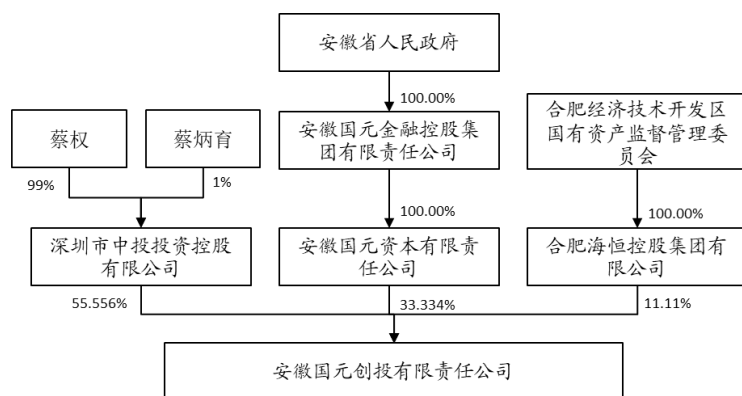 安徽省人民政府
100.00%
蔡权
蔡炳育
安徽国元金融控股集
团有限责任公司
合肥经济技术开发区
国有资产监督管理委
员会
99%
1%
100.00%
100.00%
深圳市中投投资控股
有限公司
安徽国元资本有限责
任公司
合肥海恒控股集团有
限公司
55.556%
33.334%
11.11%
安徽国元创投有限责任公司